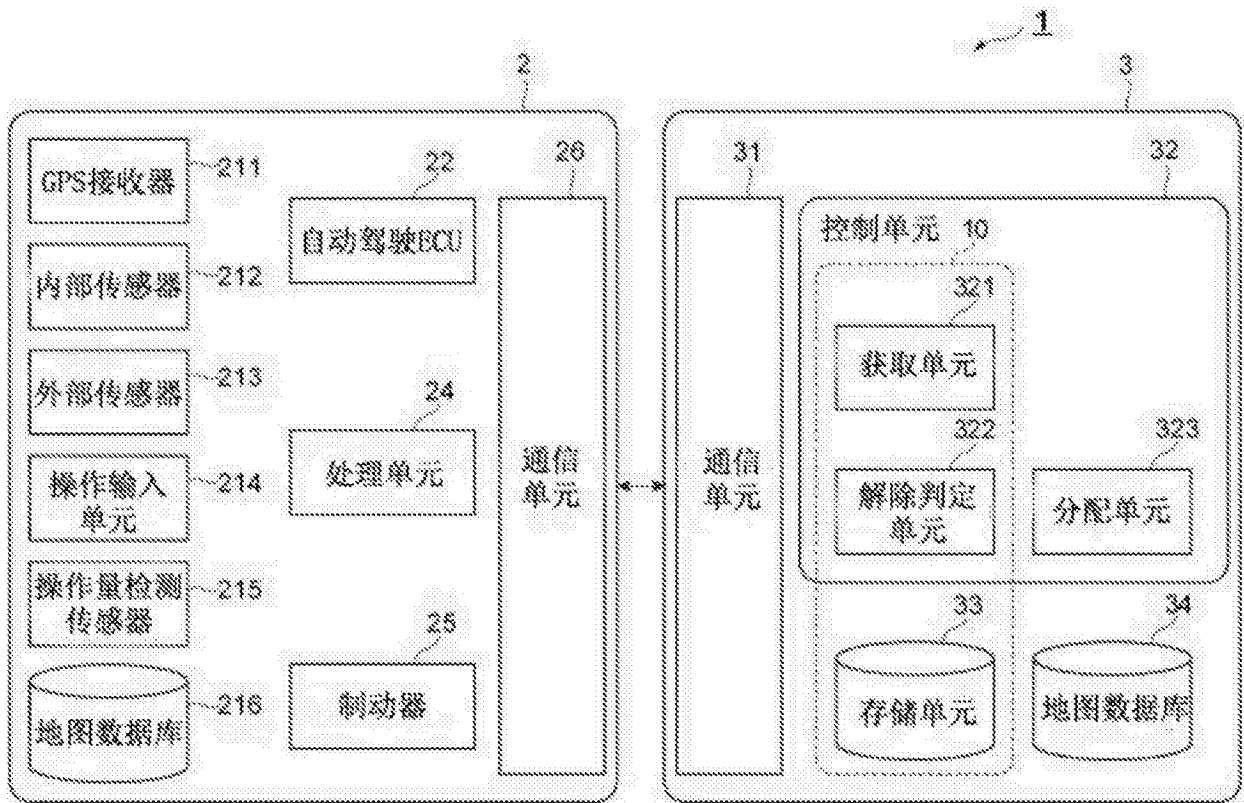 1
2
3
GPS接收器
211
内部传感器
212
外部传感器
213
操作输入
单元
214
操作量检测
传感器
215
地图数据库
216
22
自动驾驶ECU
24
处理单元
25
制动器
26
通信
单元
31
通信
单元
32
控制单元
10
321
获取单元
322
解除判定
单元
323
分配单元
33
存储单元
34
地图数据库